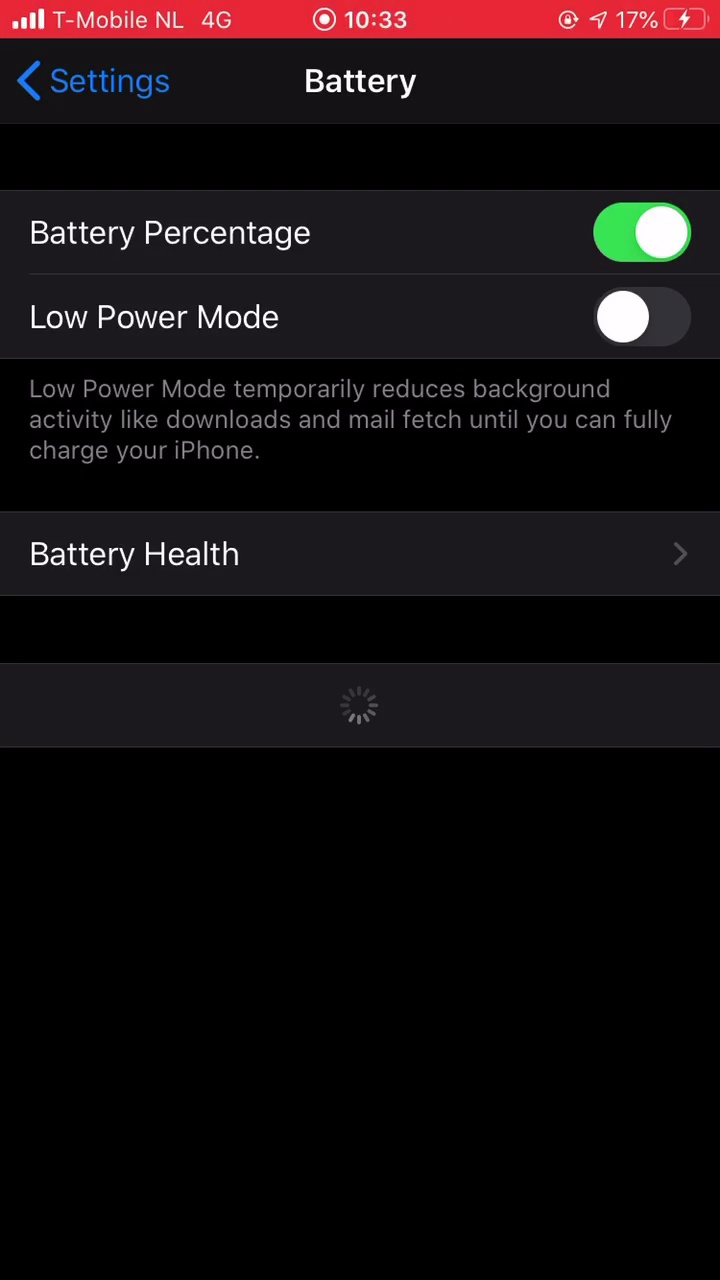 T-Mobile NL 4G 10:33 17%
Settings Battery
Battery Percentage
Low Power Mode
Low Power Mode temporarily reduces background
activity like downloads and mail fetch until you can fully
charge your iPhone.
Battery Health